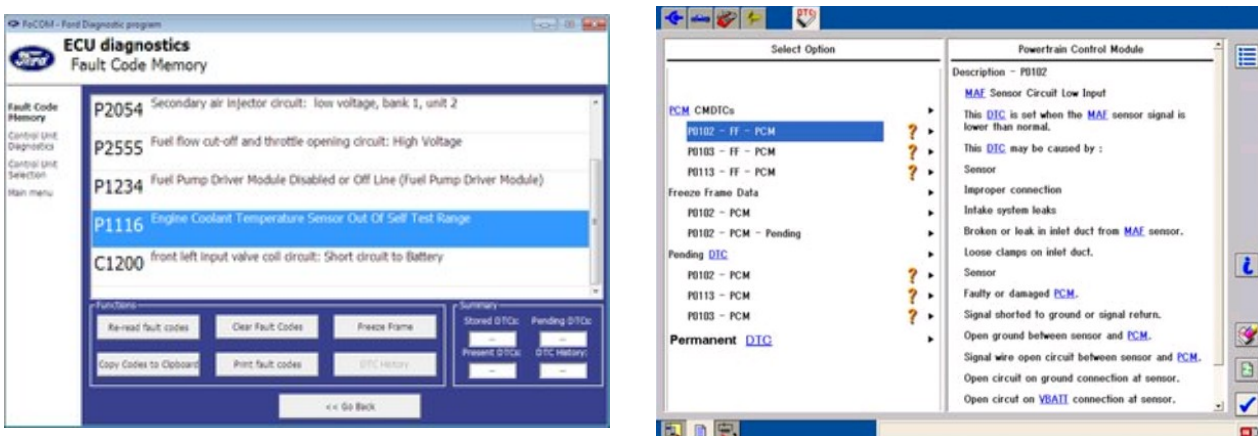 FoCOM - Ford Diagnostic program
Ford
ECU diagnostics
Fault Code Memory
Fault Code
Memory
Control Unit
Diagnostics
Control Unit
Selection
Main menu
P2054 Secondary air injector circuit: low voltage, bank 1, unit 2
P2555 Fuel flow cut-off and throttle opening circuit: High Voltage
P1234 Fuel Pump Driver Module Disabled or Off Line (Fuel Pump Driver Module)
P1116 Engine Coolant Temperature Sensor Out Of Self Test Range
C1200 front left input valve coil circuit: Short circuit to Battery
Functions
Re-read fault codes
Clear Fault Codes
Freeze Frame
Copy Codes to Clipboard
Print fault codes
DTC History
Summary
Stored DTCs:
Pending DTCs:
--
--
Present DTCs:
DTC History:
--
--
<< Go Back
DTC
Select Option
PCM CMDTCs
P0102 - FF - PCM ?
P0103 - FF - PCM ?
P0113 - FF - PCM ?
Freeze Frame Data
P0102 - PCM
P0102 - PCM - Pending
Pending DTC
P0102 - PCM ?
P0113 - PCM ?
P0103 - PCM ?
Permanent DTC
Powertrain Control Module
Description - P0102
MAF Sensor Circuit Low Input
This DTC is set when the MAF sensor signal is
lower than normal.
This DTC may be caused by :
Sensor
Improper connection
Intake system leaks
Broken or leak in inlet duct from MAF sensor.
Loose clamps on inlet duct.
Sensor
Faulty or damaged PCM.
Signal shorted to ground or signal return.
Open ground between sensor and PCM.
Signal wire open circuit between sensor and PCM.
Open circuit on ground connection at sensor.
Open circut on VBATT connection at sensor.
i